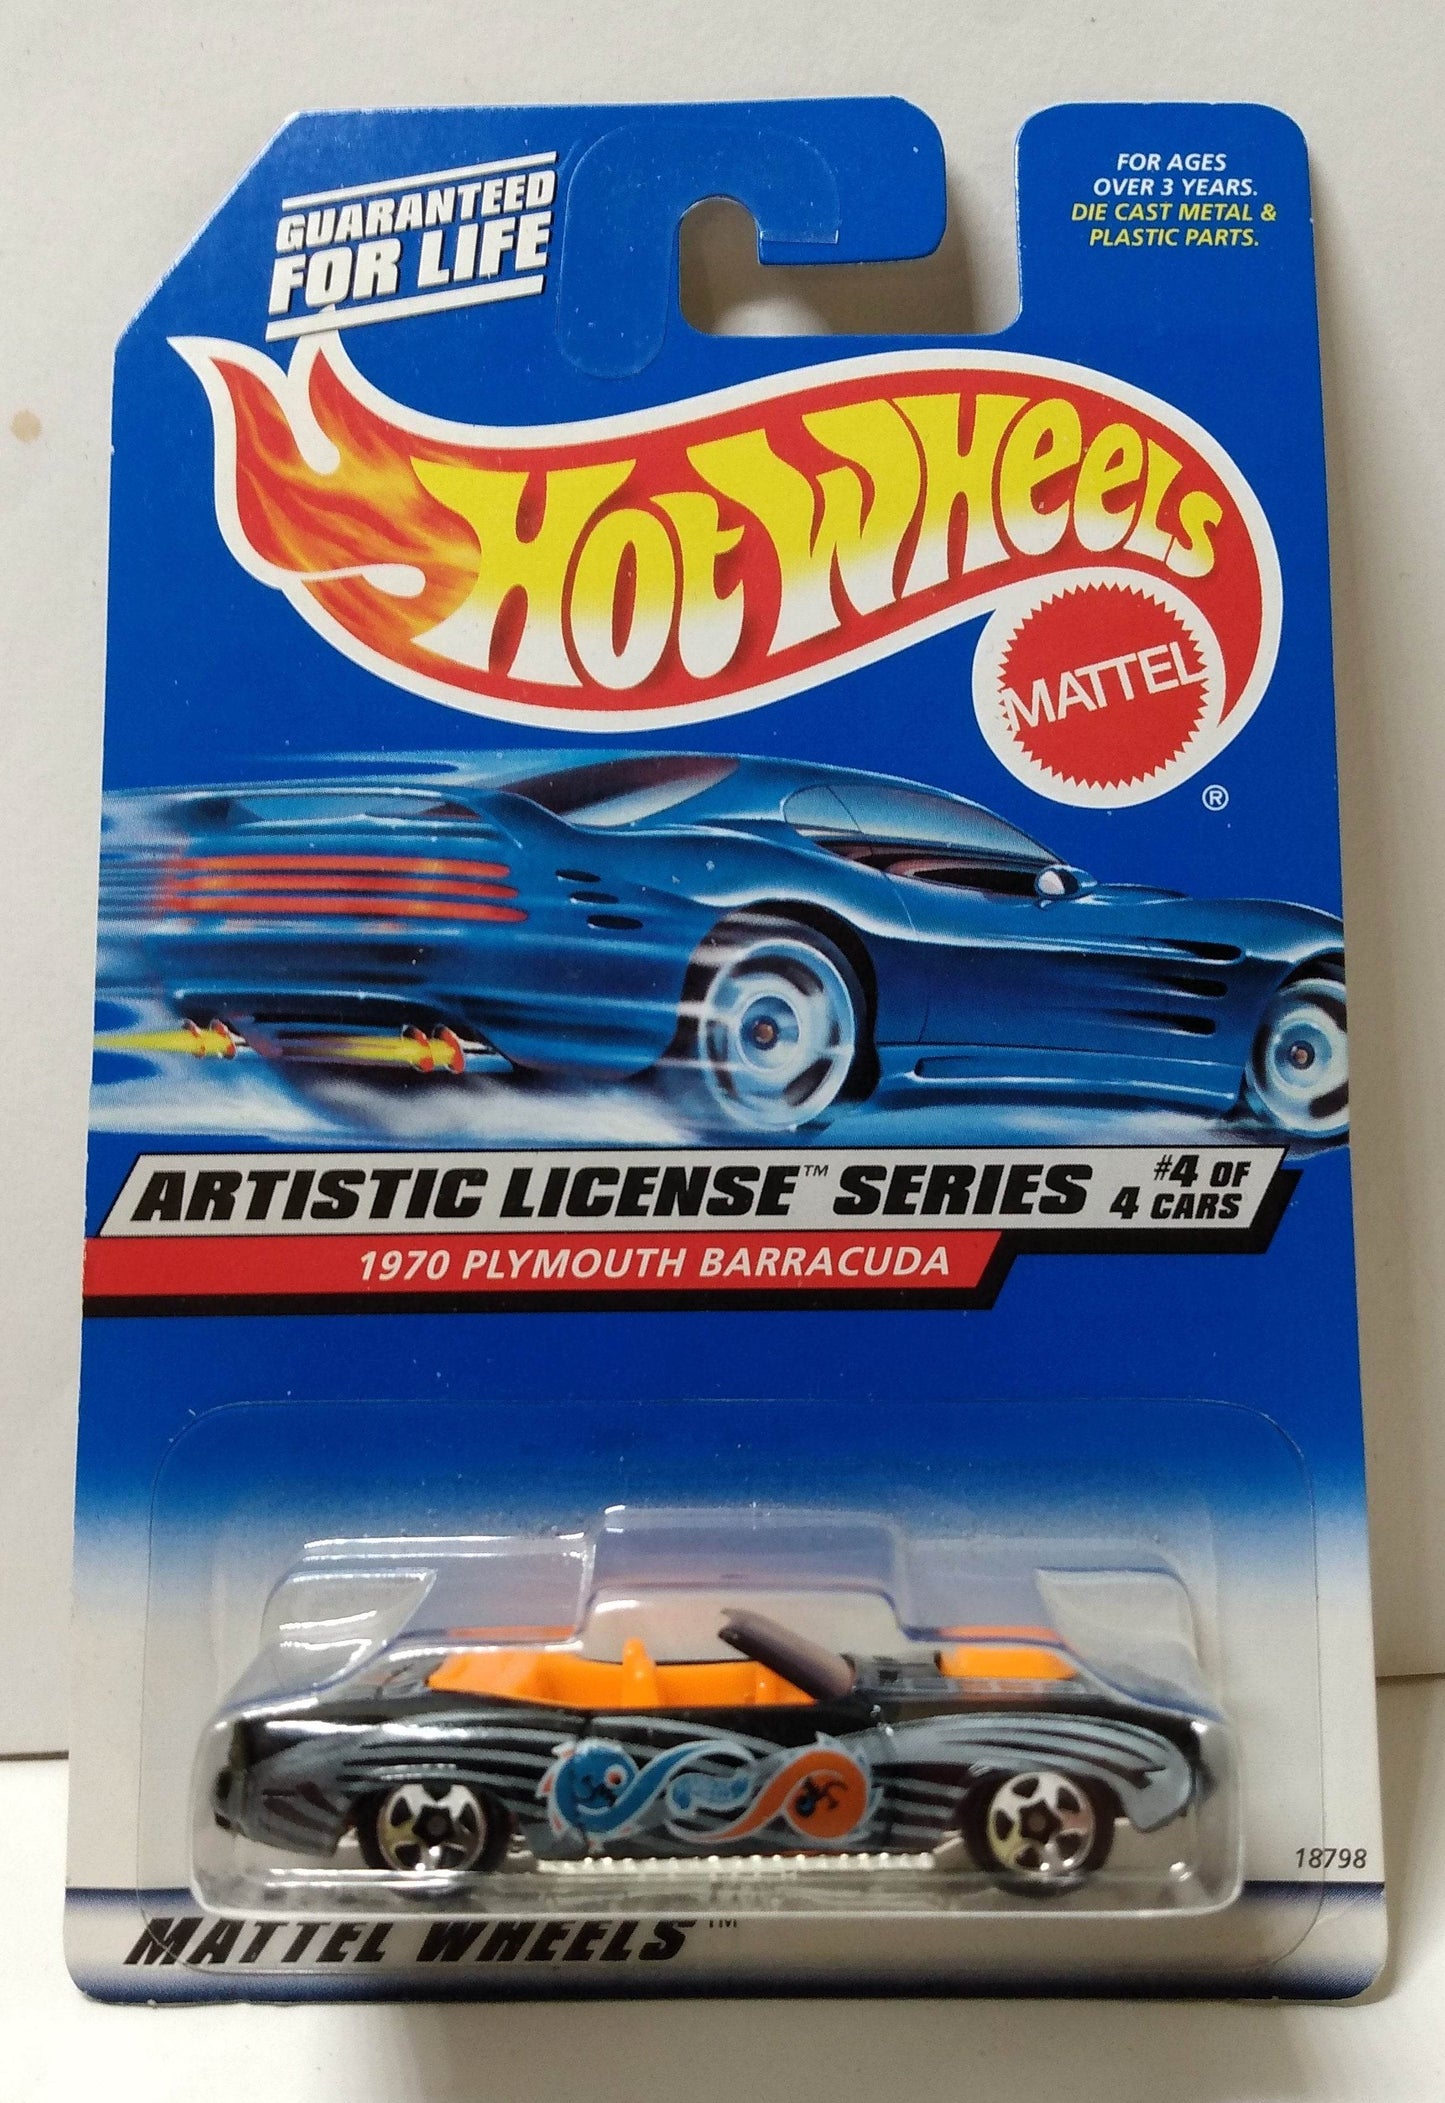 GUARANTEED
FOR LIFE
FOR AGES
OVER 3 YEARS.
DIE CAST METAL &
PLASTIC PARTS.
HOT WHEELS
MATTEL
®
ARTISTIC LICENSE™ SERIES #4 OF
4 CARS
1970 PLYMOUTH BARRACUDA
18798
MATTEL WHEELS™